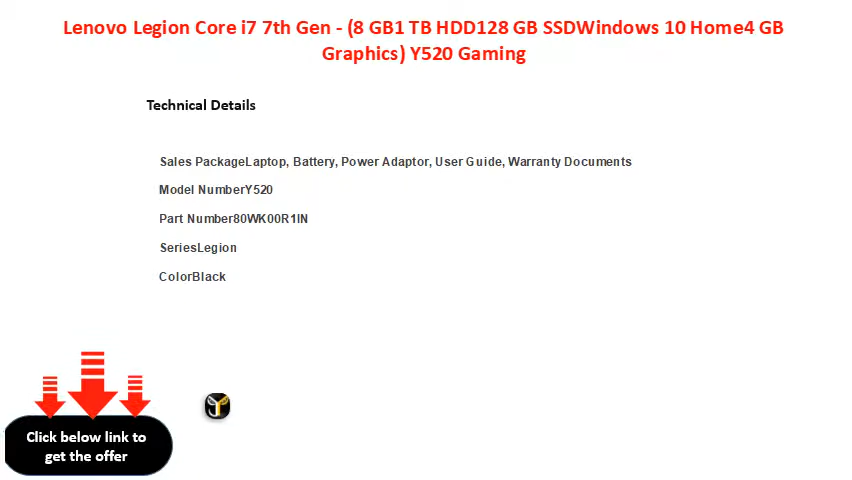 Lenovo Legion Core i7 7th Gen - (8 GB1 TB HDD128 GB SSDWindows 10 Home4 GB
Graphics) Y520 Gaming
Technical Details
Sales PackageLaptop, Battery, Power Adaptor, User Guide, Warranty Documents
Model NumberY520
Part Number80WK00R1IN
SeriesLegion
ColorBlack
Click below link to
get the offer